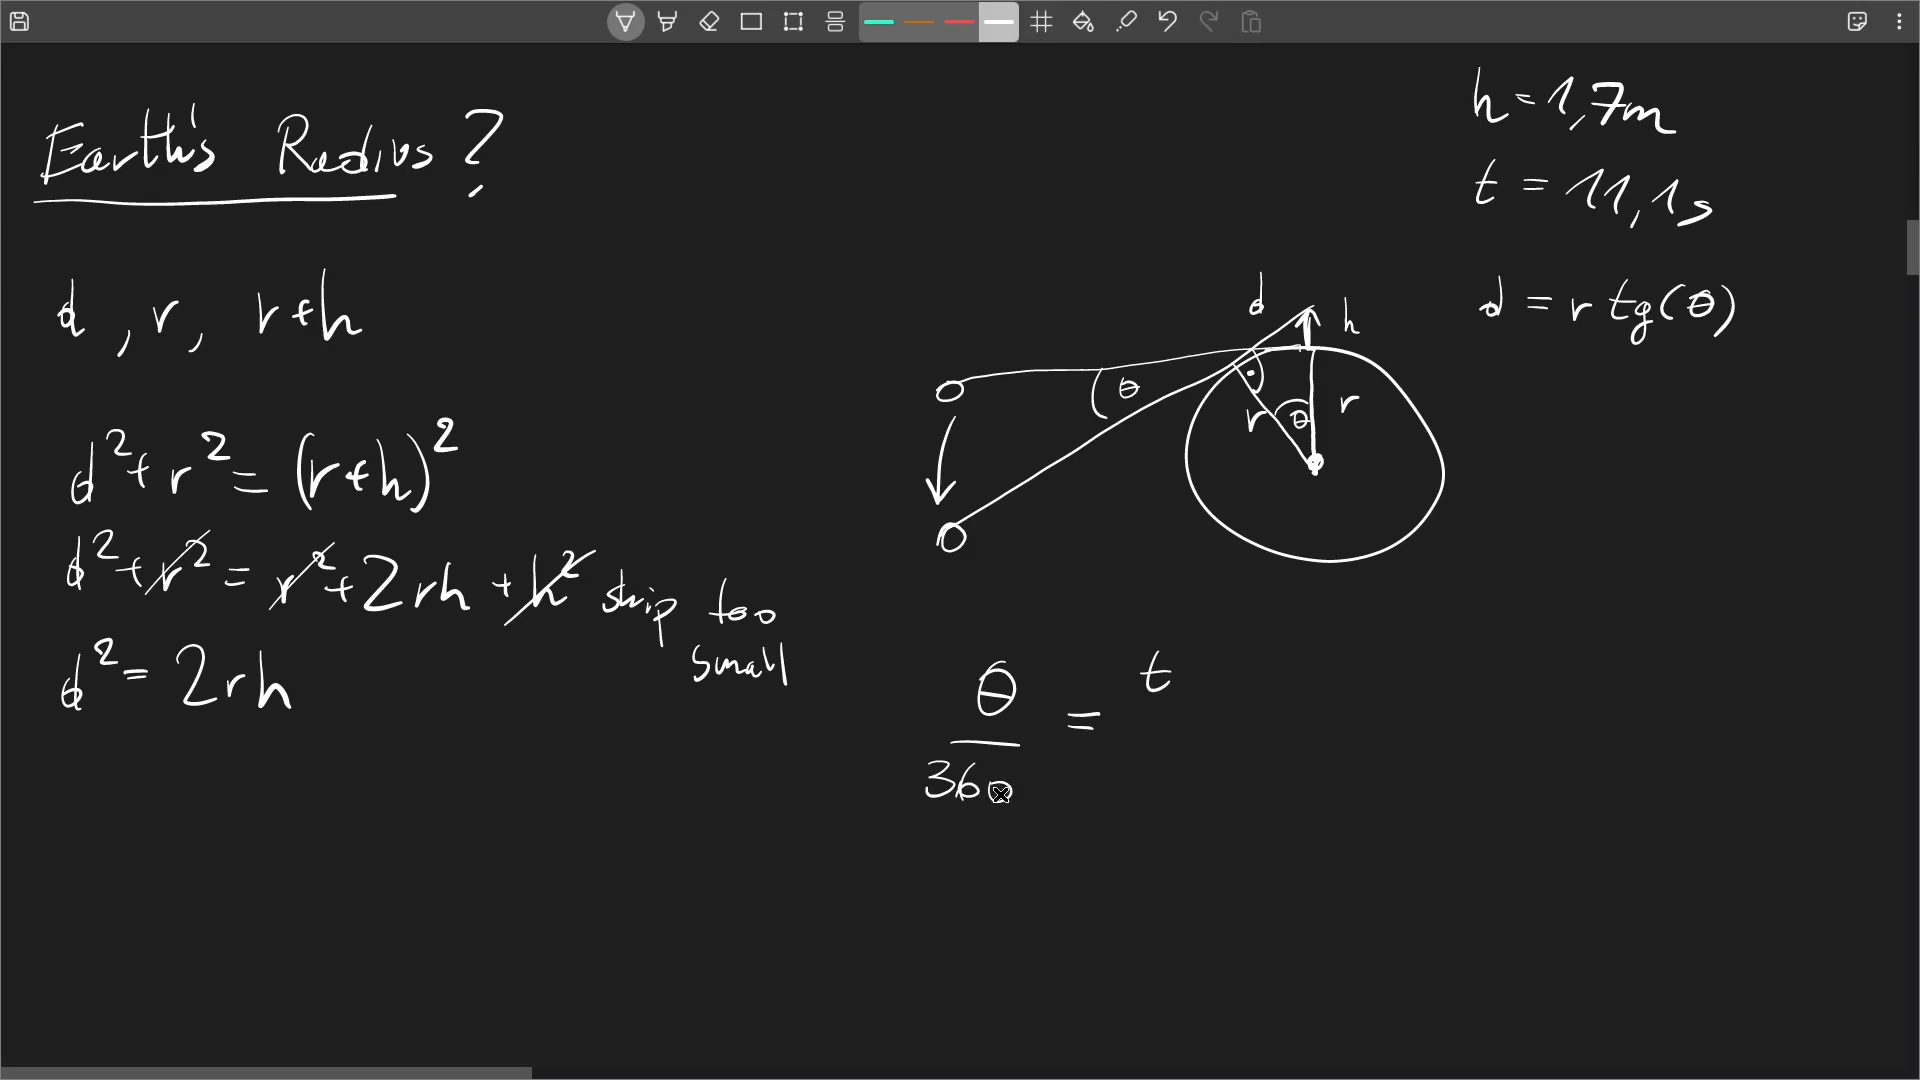 Earth's Radius?
h = 1,7m
t = 11,1s
d, r, r+h
d = r tg(θ)
d h
θ
r θ r
d² + r² = (r+h)²
d² + r² = r² + 2rh + h² skip too
small
d² = 2rh
θ = t
360